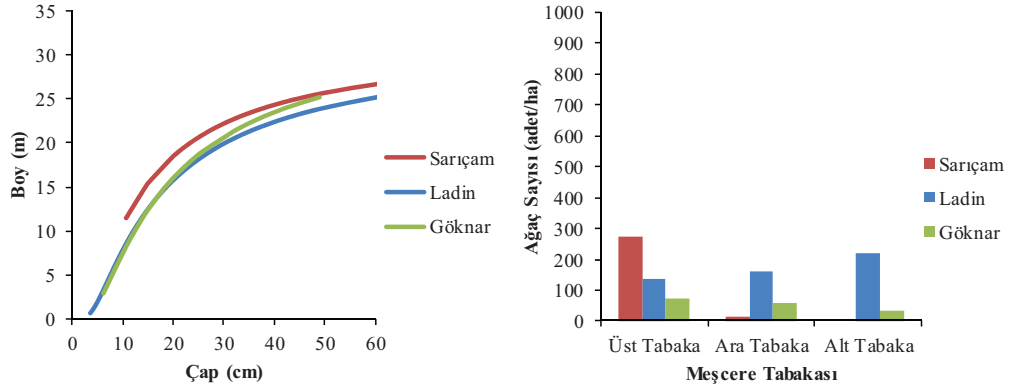 35
30
25
20
15
10
5
0
Boy (m)
0 10 20 30 40 50 60
Çap (cm)
Sarıçam
Ladin
Göknar
1000
900
800
700
600
500
400
300
200
100
0
Ağaç Sayısı (adet/ha)
Üst Tabaka Ara Tabaka Alt Tabaka
Meşcere Tabakası
Sarıçam
Ladin
Göknar